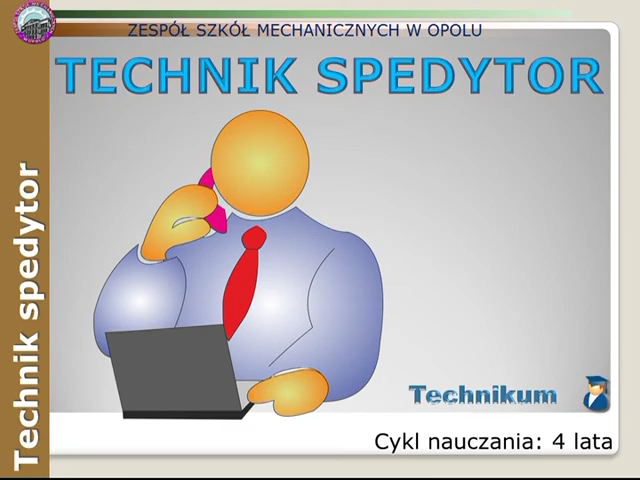 ZESPÓŁ SZKÓŁ MECHANICZNYCH W OPOLU
TECHNIK SPEDYTOR
Technik spedytor
Technikum
Cykl nauczania: 4 lata